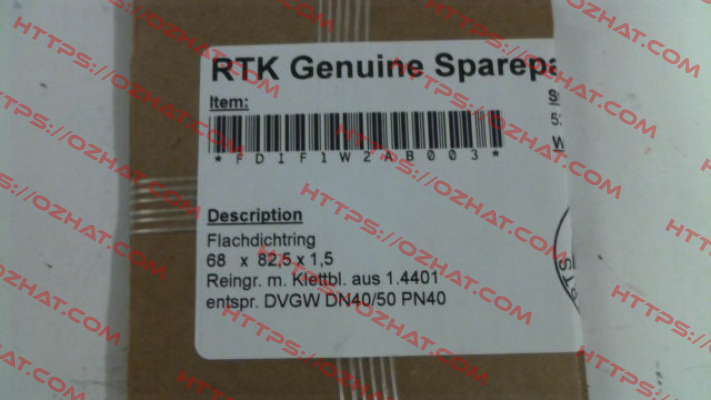 RTK Genuine Sparepa
Item:
*FDIF1W2AB003*
Description
Flachdichtring
68 x 82,5 x 1,5
Reingr. m. Klettbl. aus 1.4401
entspr. DVGW DN40/50 PN40
HTTPS://OZHAT.COM